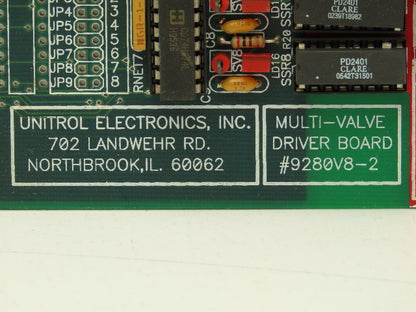 PD2401
CLARE
0239T18982
PD2401
CLARE
0542T31501
JP4 3
JP5 4
JP6 5
JP7 6
JP8 7
JP9 8
RNET7
C8
SSR8
R20
LD16
UNITROL ELECTRONICS, INC.
702 LANDWEHR RD.
NORTHBROOK,IL. 60062
MULTI-VALVE
DRIVER BOARD
#9280V8-2